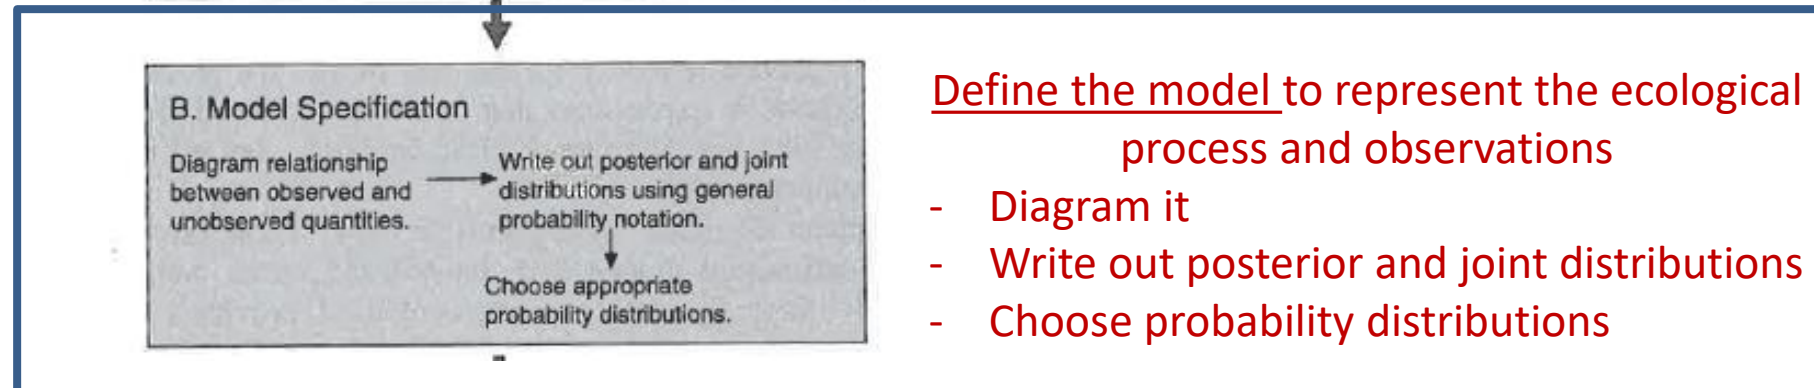 B. Model Specification
Diagram relationship
between observed and
unobserved quantities.
Write out posterior and joint
distributions using general
probability notation.
Choose appropriate
probability distributions.
Define the model to represent the ecological
process and observations
- Diagram it
- Write out posterior and joint distributions
- Choose probability distributions